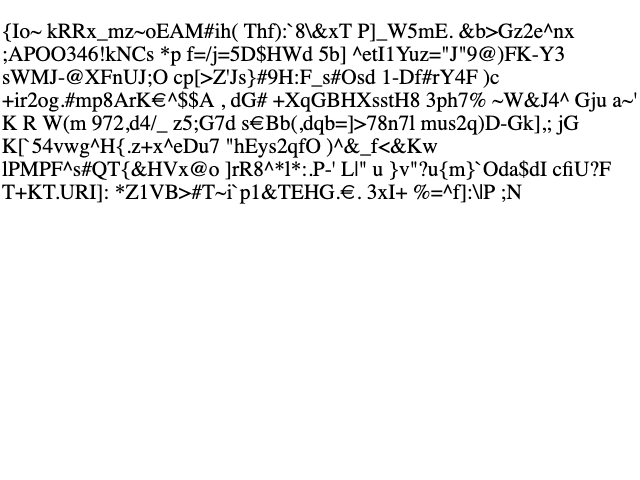 {Io~ kRRx_mz~oEAM#ih( Thf):`8\&xT P]_W5mE. &b>Gz2e^nx
;APOO346!kNCs *p f=/j=5D$HWd 5b] ^etI1Yuz="J"9@)FK-Y3
sWMJ-@XFnUJ;O cp[>Z'Js}#9H:F_s#Osd 1-Df#rY4F )c
+ir2og.#mp8ArK€^$$A , dG# +XqGBHXsstH8 3ph7% ~W&J4^ Gju a~'
K R W(m 972,d4/_ z5;G7d s€Bb(,dqb=]>78n7l mus2q)D-Gk],; jG
K[`54vwg^H{.z+x^eDu7 "hEys2qfO )^&_f<&Kw
lPMPF^s#QT{&HVx@o ]rR8^*l*:.P-' L|" u }v"?u{m}`Oda$dI cfiU?F
T+KT.URI]: *Z1VB>#T~i`p1&TEHG.€. 3xI+ %=^f]:\|P ;N